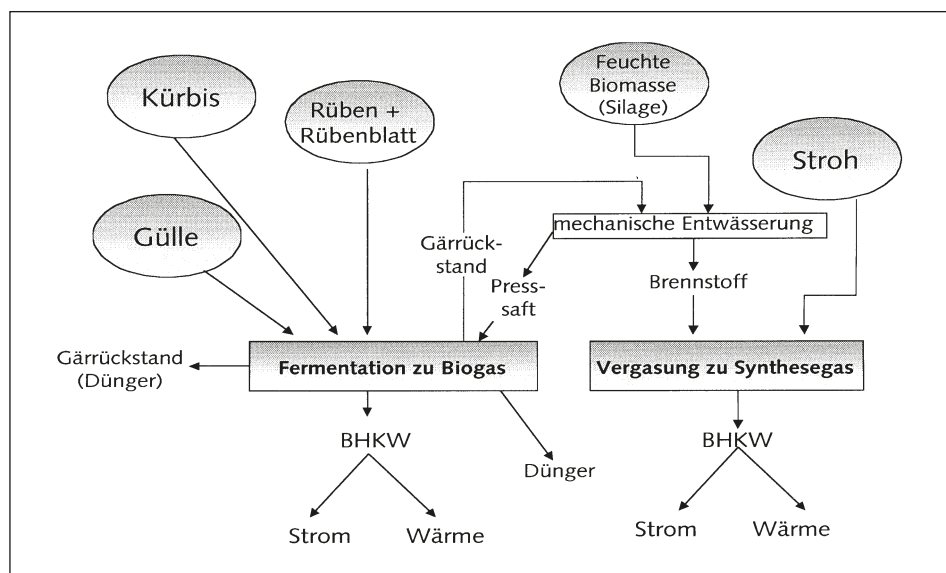 Kürbis
Rüben +
Rübenblatt
Feuchte
Biomasse
(Silage)
Stroh
Gülle
mechanische Entwässerung
Gärrück-
stand
Press-
saft
Brennstoff
Gärrückstand
(Dünger)
Fermentation zu Biogas
Vergasung zu Synthesegas
BHKW
Dünger
BHKW
Strom
Wärme
Strom
Wärme